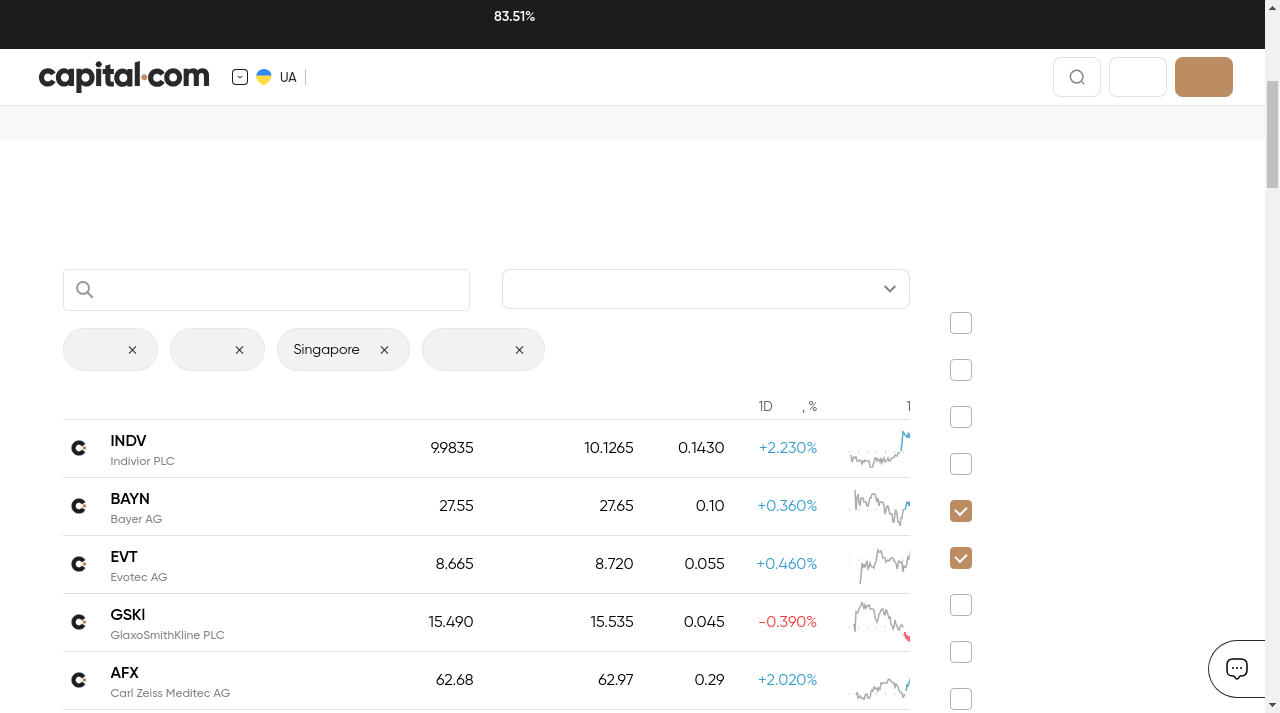 83.51%
capital.com
UA
Singapore
1D , % 1
INDV 9.9835 10.1265 0.1430 +2.230%
Indivior PLC
BAYN 27.55 27.65 0.10 +0.360%
Bayer AG
EVT 8.665 8.720 0.055 +0.460%
Evotec AG
GSKl 15.490 15.535 0.045 -0.390%
GlaxoSmithKline PLC
AFX 62.68 62.97 0.29 +2.020%
Carl Zeiss Meditec AG